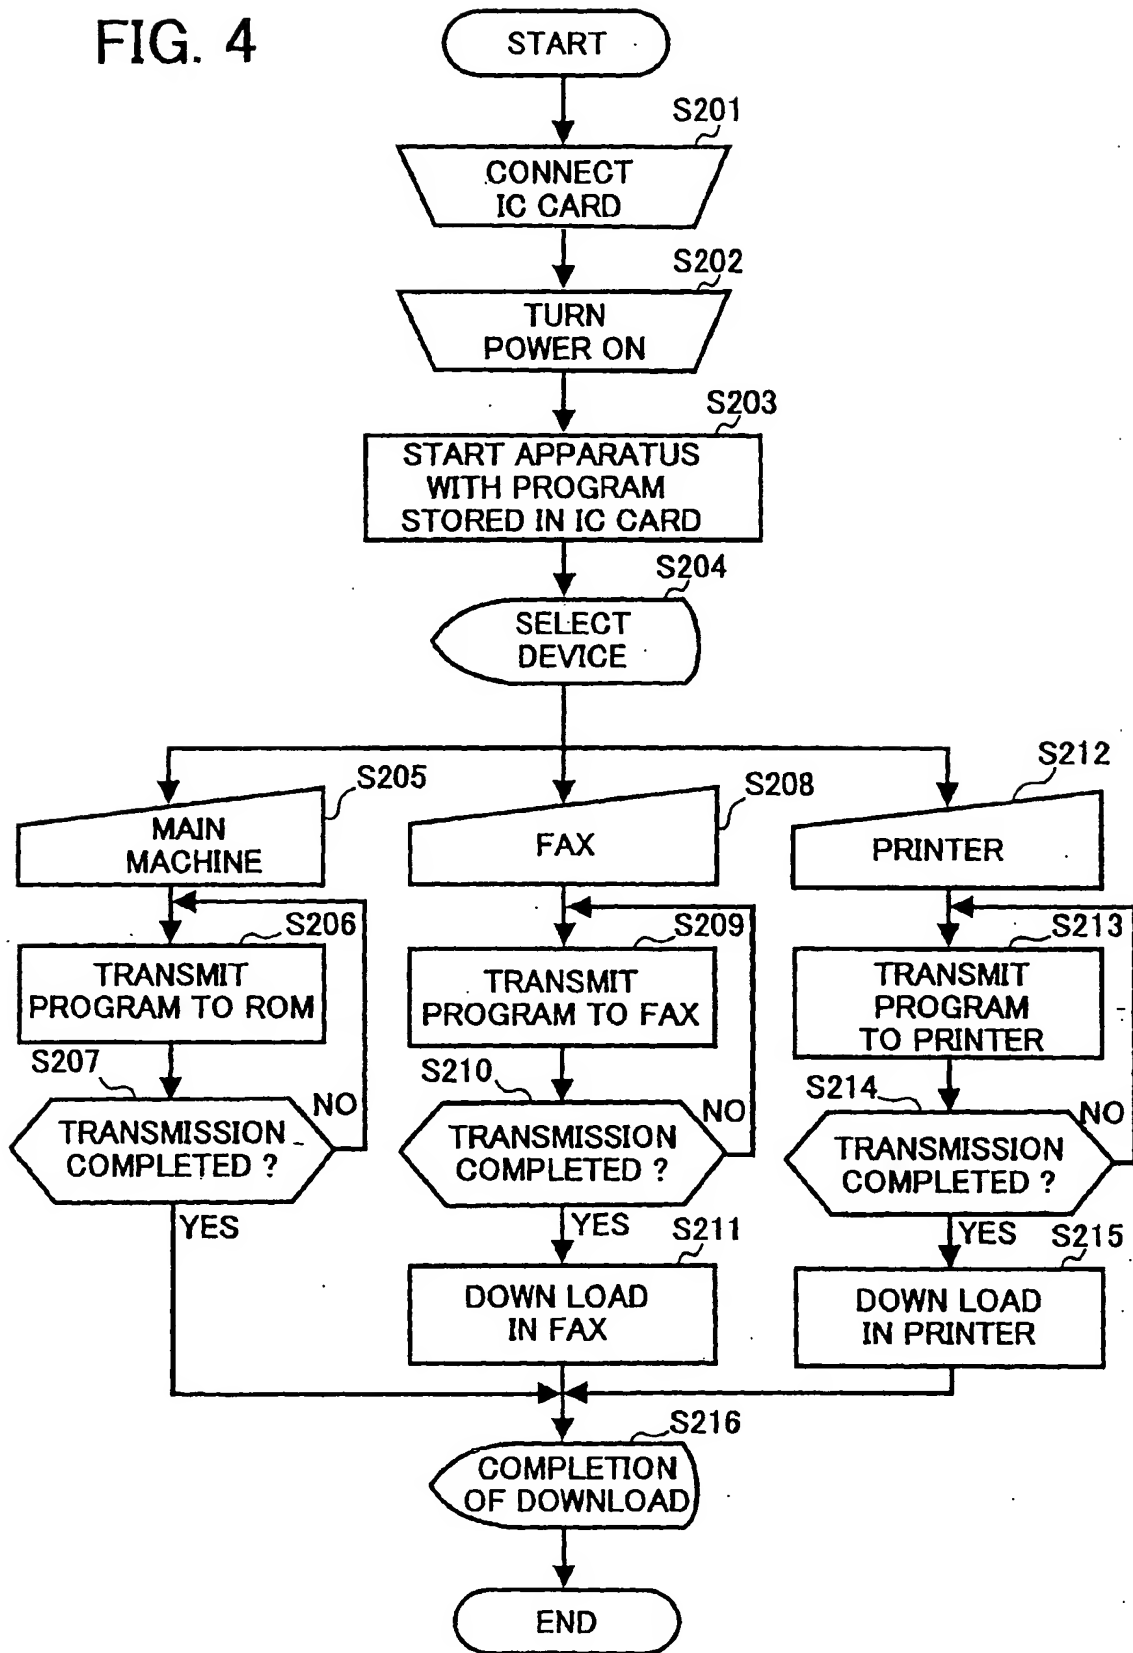 FIG. 4
START
S201
CONNECT
IC CARD
S202
TURN
POWER ON
S203
START APPARATUS
WITH PROGRAM
STORED IN IC CARD
S204
SELECT
DEVICE
S205
MAIN
MACHINE
S206
TRANSMIT
PROGRAM TO ROM
S207
TRANSMISSION
COMPLETED ?
NO
YES
S208
FAX
S209
TRANSMIT
PROGRAM TO FAX
S210
TRANSMISSION
COMPLETED ?
NO
YES
S211
DOWN LOAD
IN FAX
S212
PRINTER
S213
TRANSMIT
PROGRAM
TO PRINTER
S214
TRANSMISSION
COMPLETED ?
NO
YES
S215
DOWN LOAD
IN PRINTER
S216
COMPLETION
OF DOWNLOAD
END